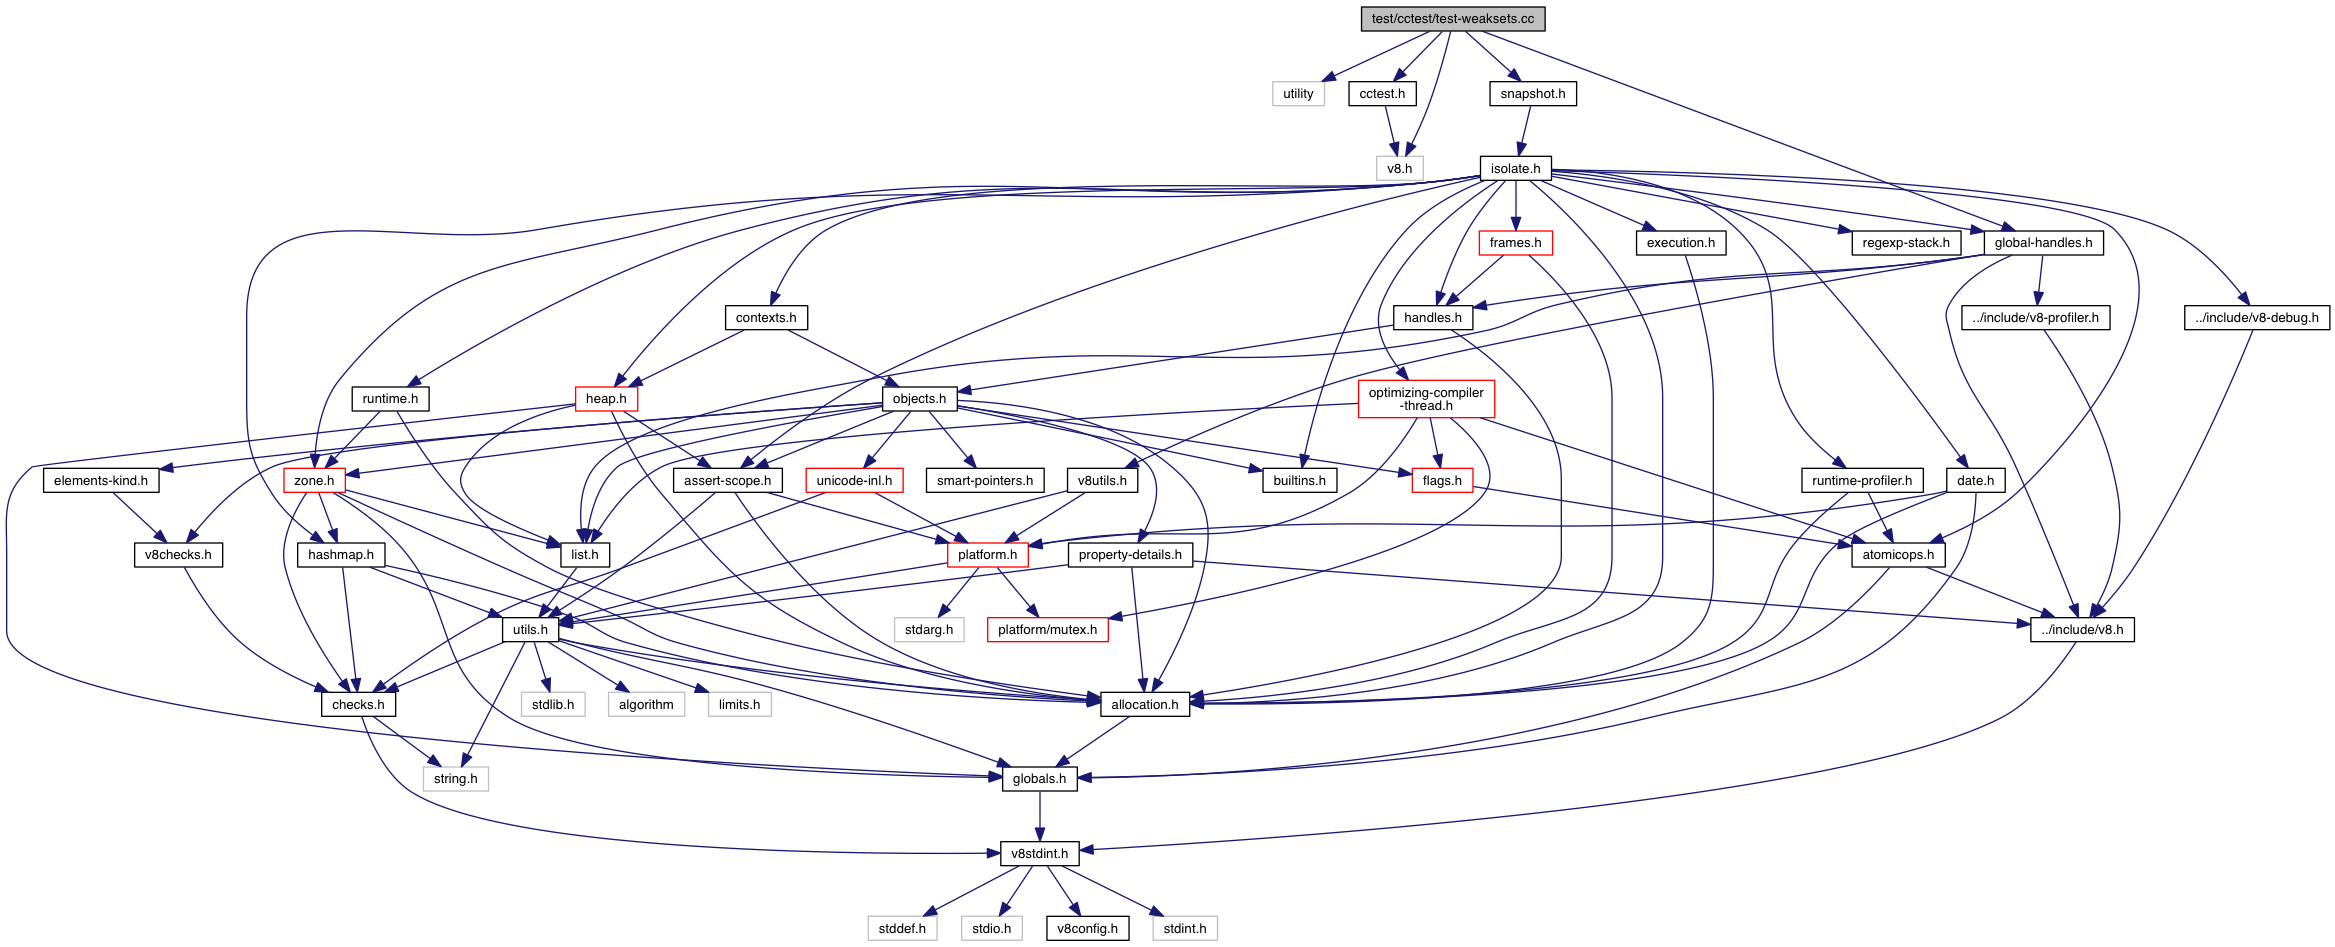 test/cctest/test-weaksets.cc
utility
cctest.h
snapshot.h
v8.h
isolate.h
frames.h
execution.h
regexp-stack.h
global-handles.h
contexts.h
handles.h
../include/v8-profiler.h
../include/v8-debug.h
runtime.h
heap.h
objects.h
optimizing-compiler
-thread.h
elements-kind.h
zone.h
assert-scope.h
unicode-inl.h
smart-pointers.h
v8utils.h
builtins.h
flags.h
runtime-profiler.h
date.h
v8checks.h
hashmap.h
list.h
platform.h
property-details.h
atomicops.h
utils.h
stdarg.h
platform/mutex.h
../include/v8.h
checks.h
stdlib.h
algorithm
limits.h
allocation.h
string.h
globals.h
v8stdint.h
stddef.h
stdio.h
v8config.h
stdint.h